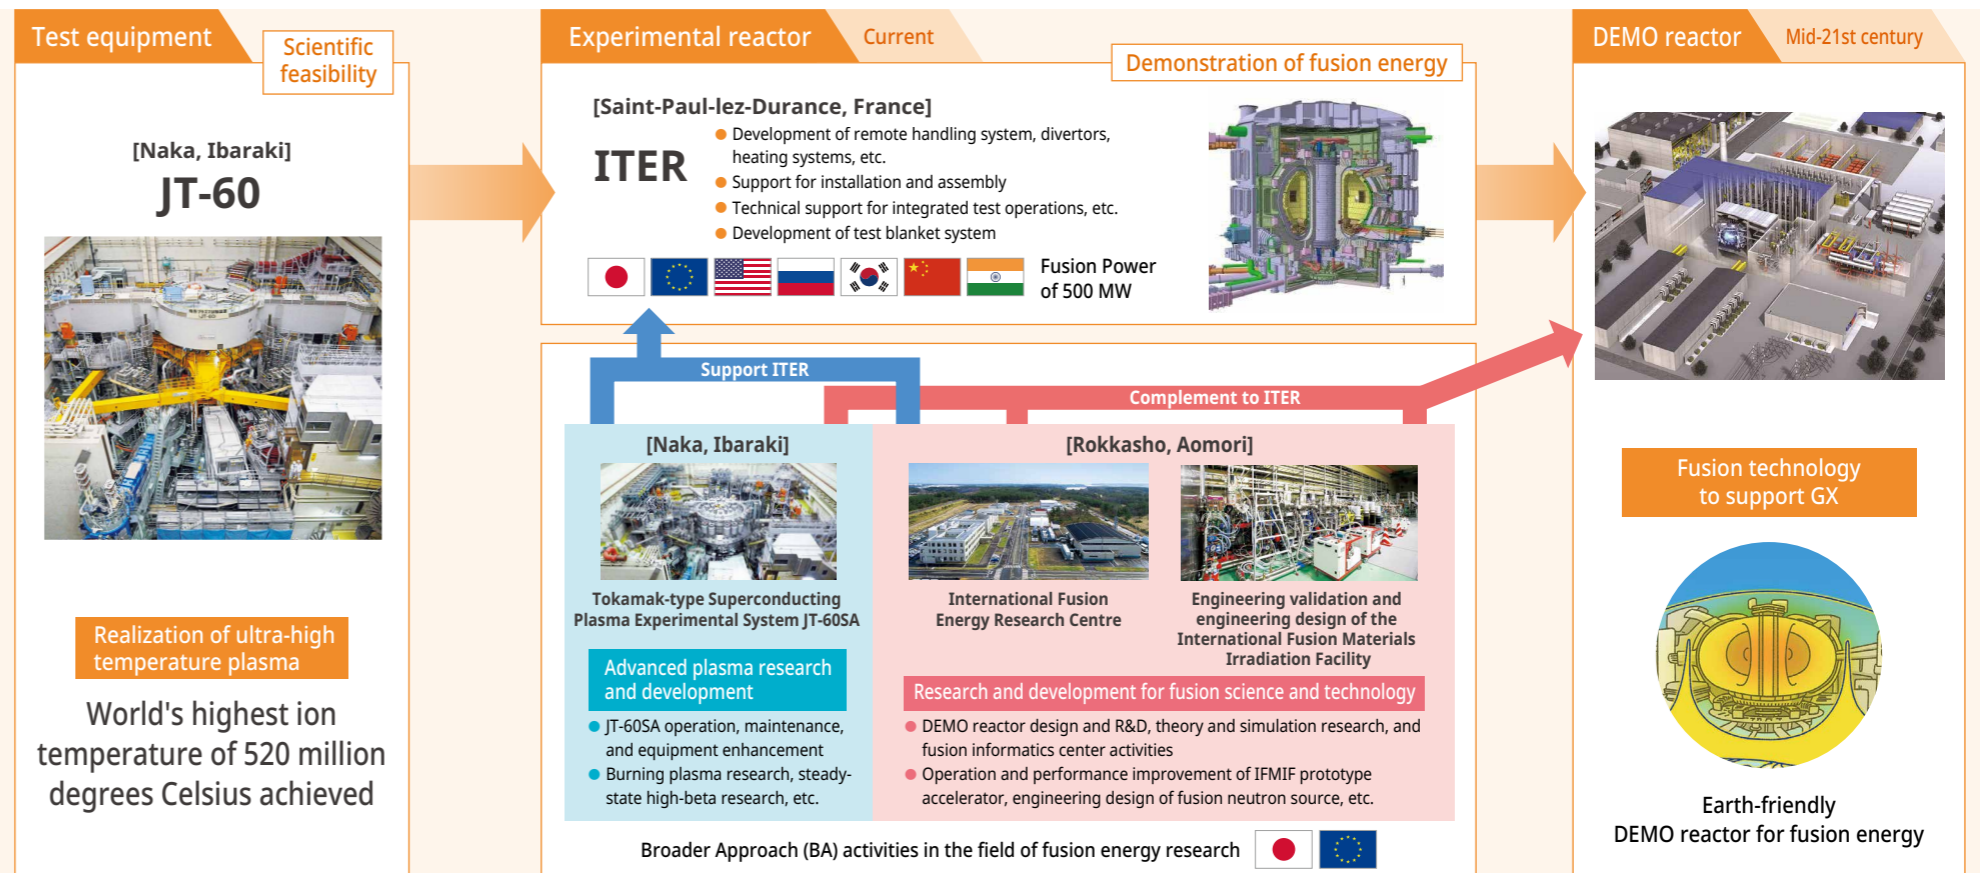 Test equipment
Scientific
feasibility
[Naka, Ibaraki]
JT-60
Realization of ultra-high
temperature plasma
World's highest ion
temperature of 520 million
degrees Celsius achieved
Experimental reactor
Current
Demonstration of fusion energy
[Saint-Paul-lez-Durance, France]
ITER
● Development of remote handling system, divertors,
heating systems, etc.
● Support for installation and assembly
● Technical support for integrated test operations, etc.
● Development of test blanket system
Fusion Power
of 500 MW
Support ITER
Complement to ITER
[Naka, Ibaraki]
Tokamak-type Superconducting
Plasma Experimental System JT-60SA
Advanced plasma research
and development
● JT-60SA operation, maintenance,
and equipment enhancement
● Burning plasma research, steady-
state high-beta research, etc.
[Rokkasho, Aomori]
International Fusion
Energy Research Centre
Engineering validation and
engineering design of the
International Fusion Materials
Irradiation Facility
Research and development for fusion science and technology
● DEMO reactor design and R&D, theory and simulation research, and
fusion informatics center activities
● Operation and performance improvement of IFMIF prototype
accelerator, engineering design of fusion neutron source, etc.
Broader Approach (BA) activities in the field of fusion energy research
DEMO reactor
Mid-21st century
Fusion technology
to support GX
Earth-friendly
DEMO reactor for fusion energy